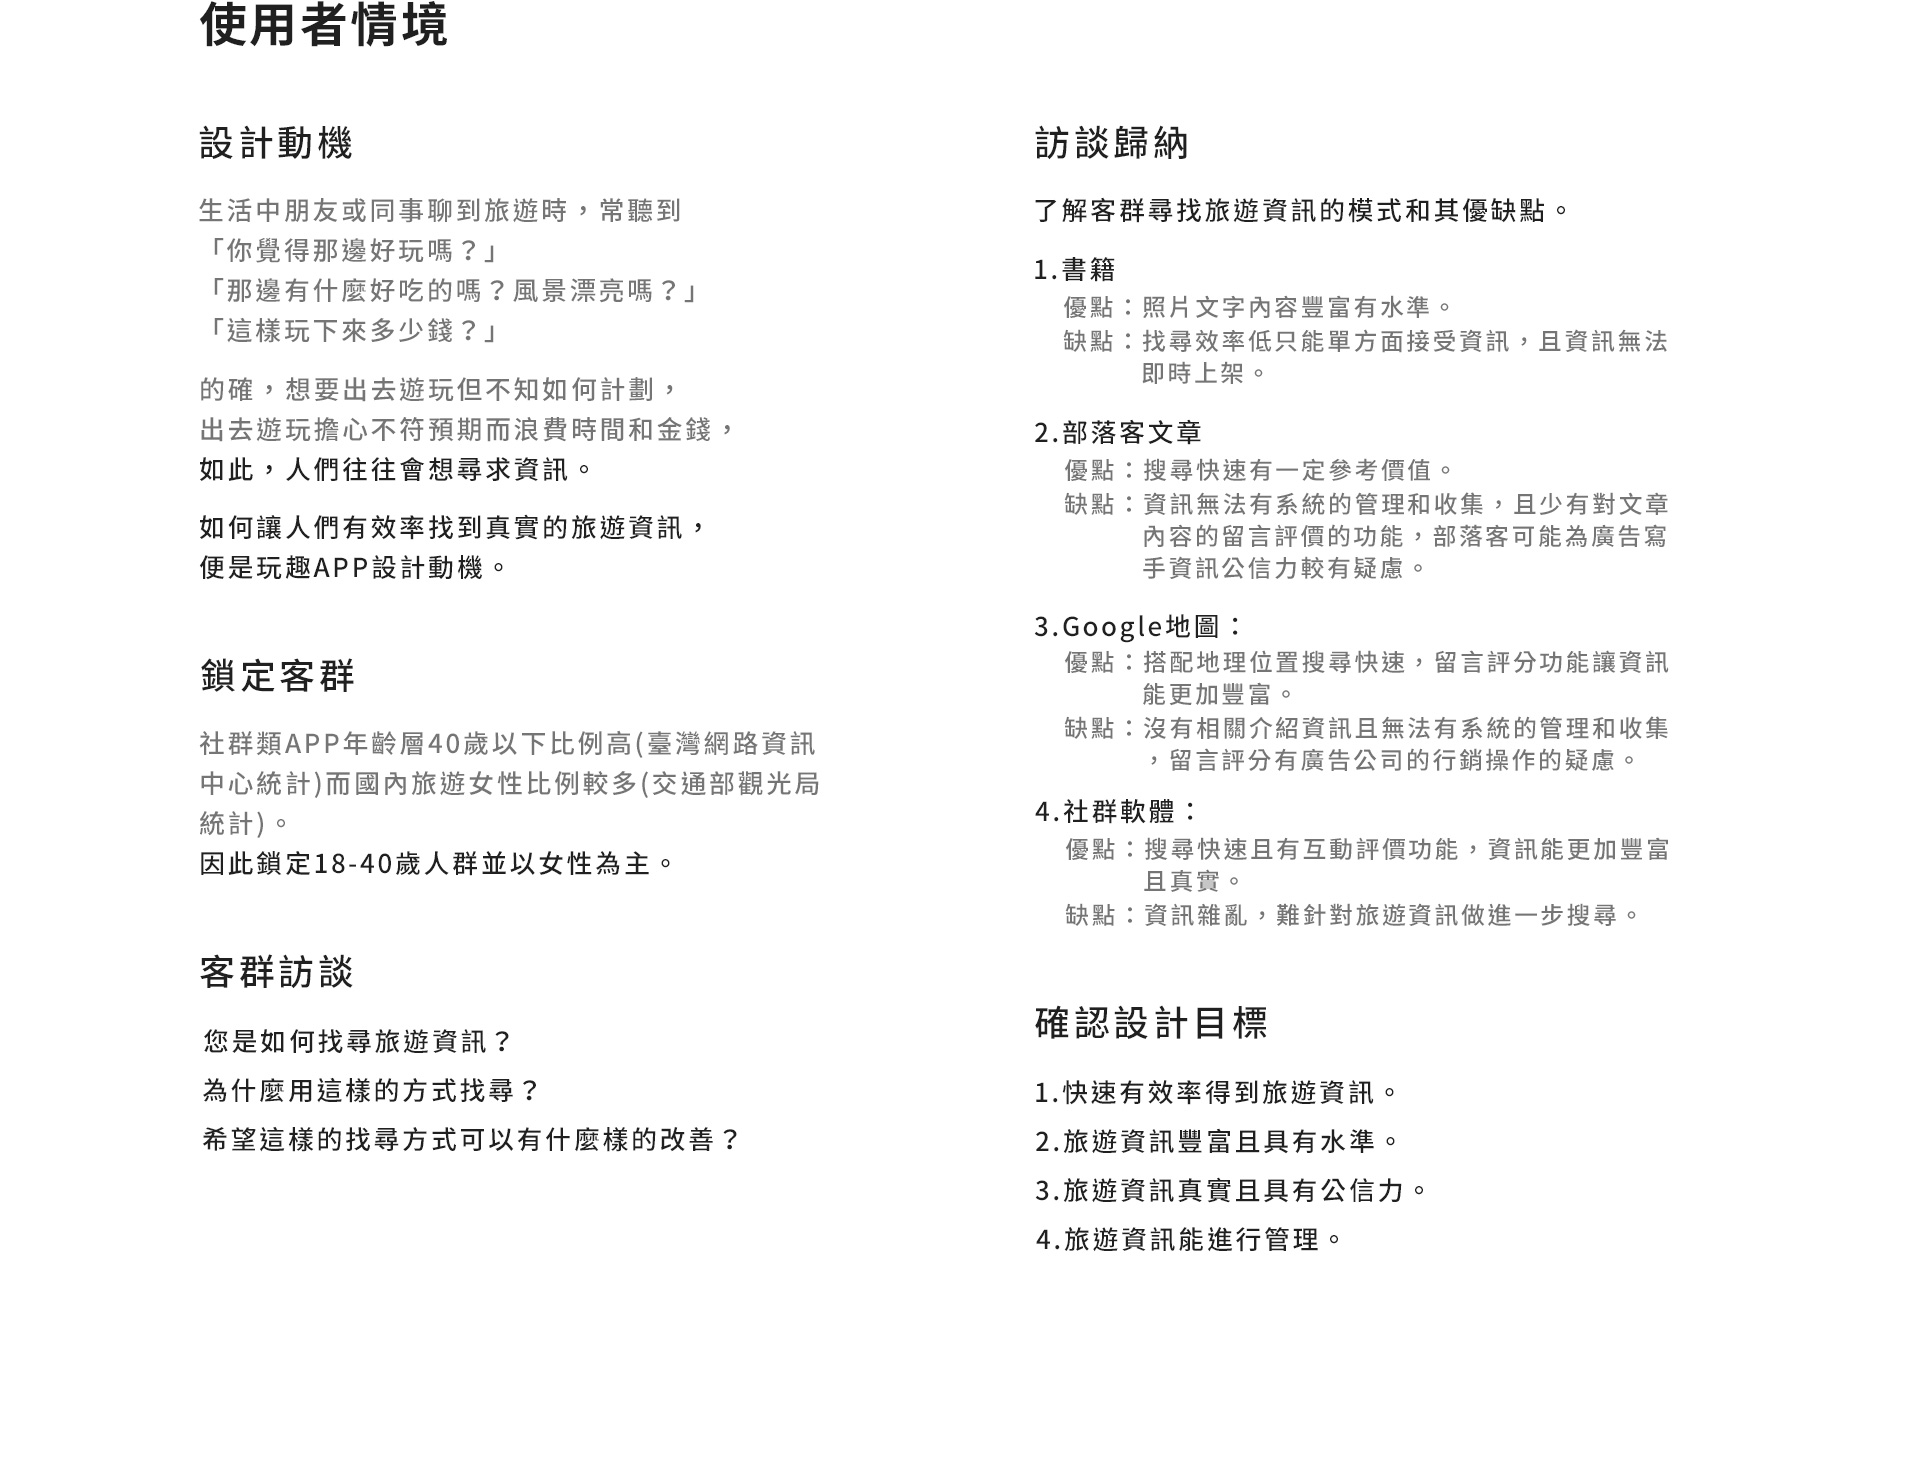 使用者情境
設計動機
生活中朋友或同事聊到旅遊時，常聽到
「你覺得那邊好玩嗎？」
「那邊有什麼好吃的嗎？風景漂亮嗎？」
「這樣玩下來多少錢？」
的確，想要出去遊玩但不知如何計劃，
出去遊玩擔心不符預期而浪費時間和金錢，
如此，人們往往會想尋求資訊。
如何讓人們有效率找到真實的旅遊資訊，
便是玩趣APP設計動機。
鎖定客群
社群類APP年齡層40歲以下比例高(臺灣網路資訊
中心統計)而國內旅遊女性比例較多(交通部觀光局
統計)。
因此鎖定18-40歲人群並以女性為主。
客群訪談
您是如何找尋旅遊資訊？
為什麼用這樣的方式找尋？
希望這樣的找尋方式可以有什麼樣的改善？
訪談歸納
了解客群尋找旅遊資訊的模式和其優缺點。
1.書籍
優點：照片文字內容豐富有水準。
缺點：找尋效率低只能單方面接受資訊，且資訊無法
即時上架。
2.部落客文章
優點：搜尋快速有一定參考價值。
缺點：資訊無法有系統的管理和收集，且少有對文章
內容的留言評價的功能，部落客可能為廣告寫
手資訊公信力較有疑慮。
3.Google地圖：
優點：搭配地理位置搜尋快速，留言評分功能讓資訊
能更加豐富。
缺點：沒有相關介紹資訊且無法有系統的管理和收集
，留言評分有廣告公司的行銷操作的疑慮。
4.社群軟體：
優點：搜尋快速且有互動評價功能，資訊能更加豐富
且真實。
缺點：資訊雜亂，難針對旅遊資訊做進一步搜尋。
確認設計目標
1.快速有效率得到旅遊資訊。
2.旅遊資訊豐富且具有水準。
3.旅遊資訊真實且具有公信力。
4.旅遊資訊能進行管理。